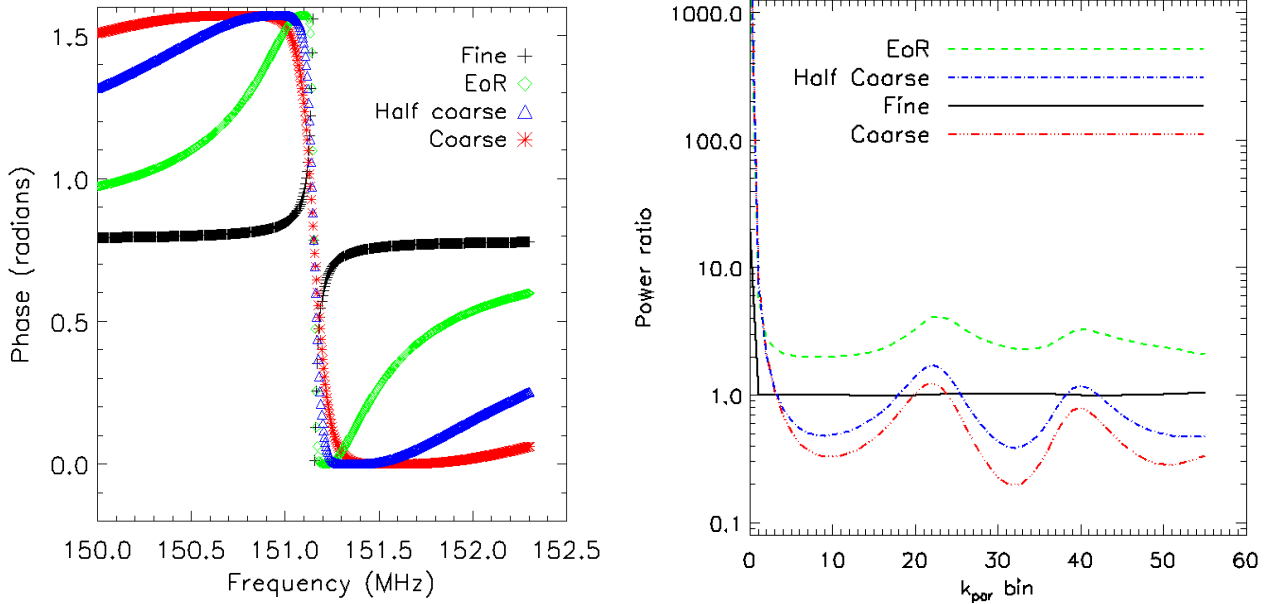 1.5
1.0
0.5
0.0
Phase (radians)
Fine
EoR
Half coarse
Coarse
150.0 150.5 151.0 151.5 152.0 152.5
Frequency (MHz)
1000.0
100.0
10.0
1.0
0.1
Power ratio
EoR
Half Coarse
Fine
Coarse
0 10 20 30 40 50 60
k_par bin